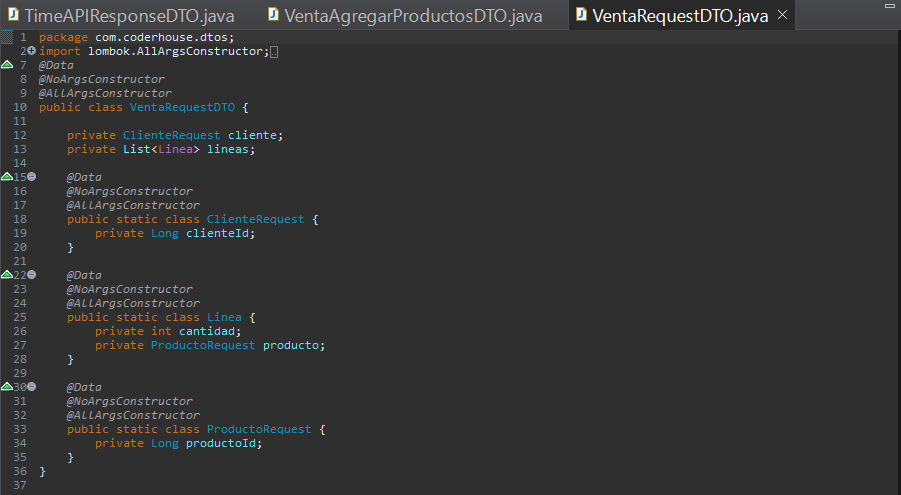 TimeAPIResponseDTO.java VentaAgregarProductosDTO.java VentaRequestDTO.java
1 package com.coderhouse.dtos;
2 import lombok.AllArgsConstructor;
7 @Data
8 @NoArgsConstructor
9 @AllArgsConstructor
10 public class VentaRequestDTO {
11
12 private ClienteRequest cliente;
13 private List<Linea> lineas;
14
15 @Data
16 @NoArgsConstructor
17 @AllArgsConstructor
18 public static class ClienteRequest {
19 private Long clienteId;
20 }
21
22 @Data
23 @NoArgsConstructor
24 @AllArgsConstructor
25 public static class Linea {
26 private int cantidad;
27 private ProductoRequest producto;
28 }
29
30 @Data
31 @NoArgsConstructor
32 @AllArgsConstructor
33 public static class ProductoRequest {
34 private Long productoId;
35 }
36 }
37